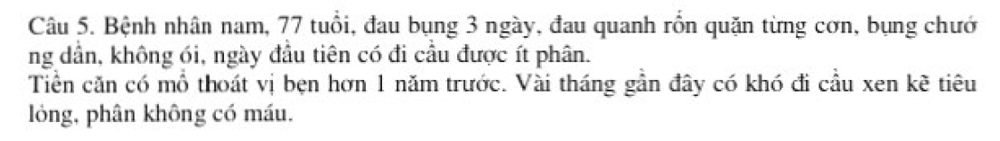 Câu 5. Bệnh nhân nam, 77 tuổi, đau bụng 3 ngày, đau quanh rốn quặn từng cơn, bụng chướ
ng dần, không ói, ngày đầu tiên có đi cầu được ít phân.
Tiền căn có mổ thoát vị bẹn hơn 1 năm trước. Vài tháng gần đây có khó đi cầu xen kẽ tiêu
lỏng, phân không có máu.